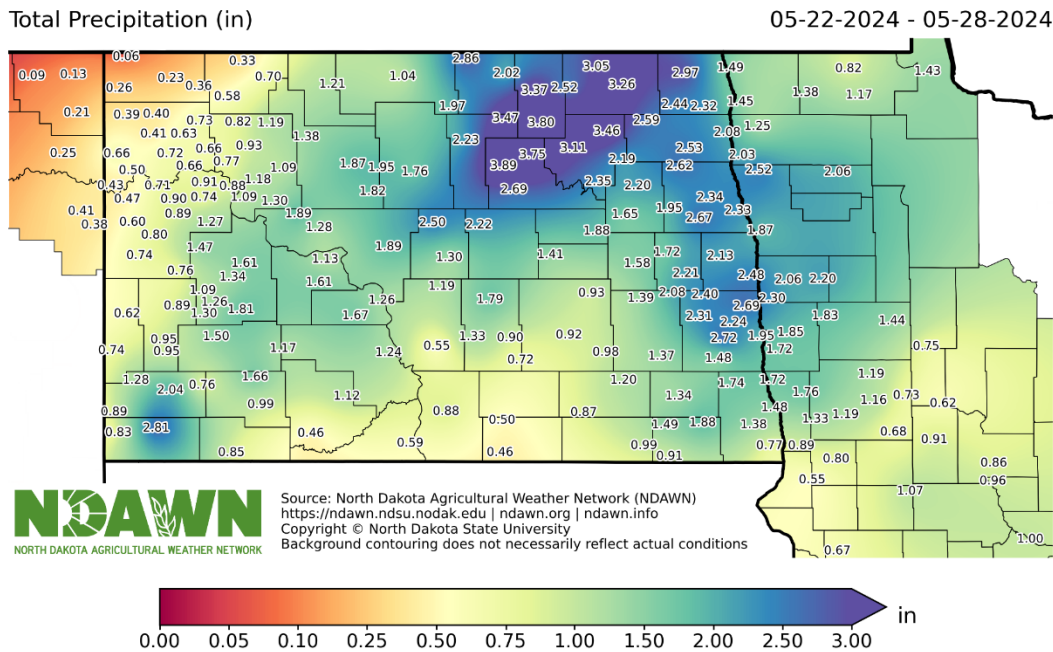 Total Precipitation (in)
05-22-2024 - 05-28-2024
0.06 0.33 2.86 3.05
0.09 0.13 0.23 0.70 1.04 2.02 2.97 1.49 0.82 1.43
0.26 0.36 1.21 3.37 2.52 3.26 1.38 1.17
0.58
0.21 0.39 0.40 1.97 2.44 2.32 1.45
0.73 0.82 1.19 3.47 3.80 2.59
0.41 0.63 1.38 3.46 2.08 1.25
0.25 0.66 0.72 0.66 0.93 2.23 3.75 3.11 2.53 2.03
0.50 0.66 0.77 1.09 1.87 1.95 1.76 3.89 2.19 2.62 2.52 2.06
0.43 0.71 0.91 0.88 1.18 1.82 2.69 2.35 2.20
0.47 0.90 0.74 1.09 1.30 2.34
0.41 0.38 0.60 0.89 1.27 1.89 1.28 2.50 2.22 1.65 1.95 2.67 2.33
0.80 1.88 1.87
0.74 1.47 1.61 1.13 1.89 1.30 1.41 1.58 1.72 2.13
0.76 1.34 1.61 2.21 2.48 2.06 2.20
1.09 1.26 1.19 1.79 0.93 1.39 2.08 2.40 2.30
0.62 0.89 1.26 1.30 1.81 1.67 2.31 2.69 1.83
2.24 1.44
0.74 0.95 0.95 1.50 1.17 1.24 0.55 1.33 0.90 0.92 2.72 1.95 1.85 0.75
0.72 0.98 1.37 1.48 1.72
1.28 2.04 0.76 1.66 1.20 1.74 1.72 1.19
0.99 1.12 1.34 1.76 1.16 0.73 0.62
0.89 2.81 0.88 0.50 0.87 1.49 1.88 1.48 1.38 1.33 1.19
0.83 0.46 0.59 0.99 0.77 0.89 0.68 0.91
0.85 0.46 0.91 0.80 0.86
0.55 0.96
1.07
0.67 1.00
NDAWN
NORTH DAKOTA AGRICULTURAL WEATHER NETWORK
Source: North Dakota Agricultural Weather Network (NDAWN)
https://ndawn.ndsu.nodak.edu | ndawn.org | ndawn.info
Copyright © North Dakota State University
Background contouring does not necessarily reflect actual conditions
in
0.00 0.05 0.10 0.25 0.50 0.75 1.00 1.50 2.00 2.50 3.00